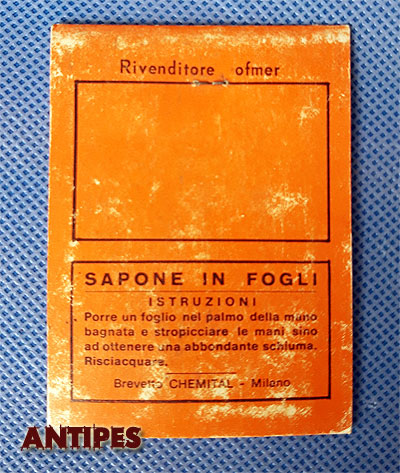 Rivenditore ofmer
SAPONE IN FOGLI
ISTRUZIONI
Porre un foglio nel palmo della mano
bagnata e stropicciare le mani sino
ad ottenere una abbondante schiuma.
Risciacquare.
Brevetto CHEMITAL - Milano
ANTIPES